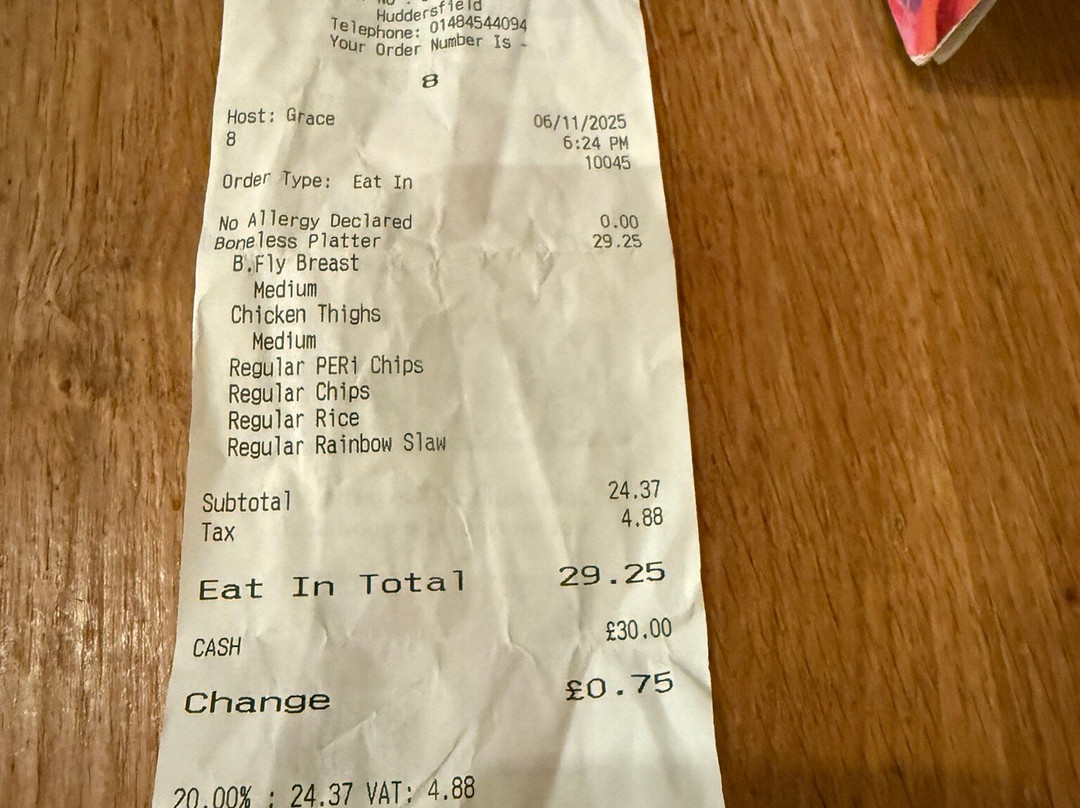 Huddersfield
Telephone: 01484544094
Your Order Number Is -
8
Host: Grace 06/11/2025
8 6:24 PM
10045
Order Type: Eat In
No Allergy Declared 0.00
Boneless Platter 29.25
B.Fly Breast
Medium
Chicken Thighs
Medium
Regular PERi Chips
Regular Chips
Regular Rice
Regular Rainbow Slaw
Subtotal 24.37
Tax 4.88
Eat In Total 29.25
CASH £30.00
Change £0.75
20.00% : 24.37 VAT: 4.88